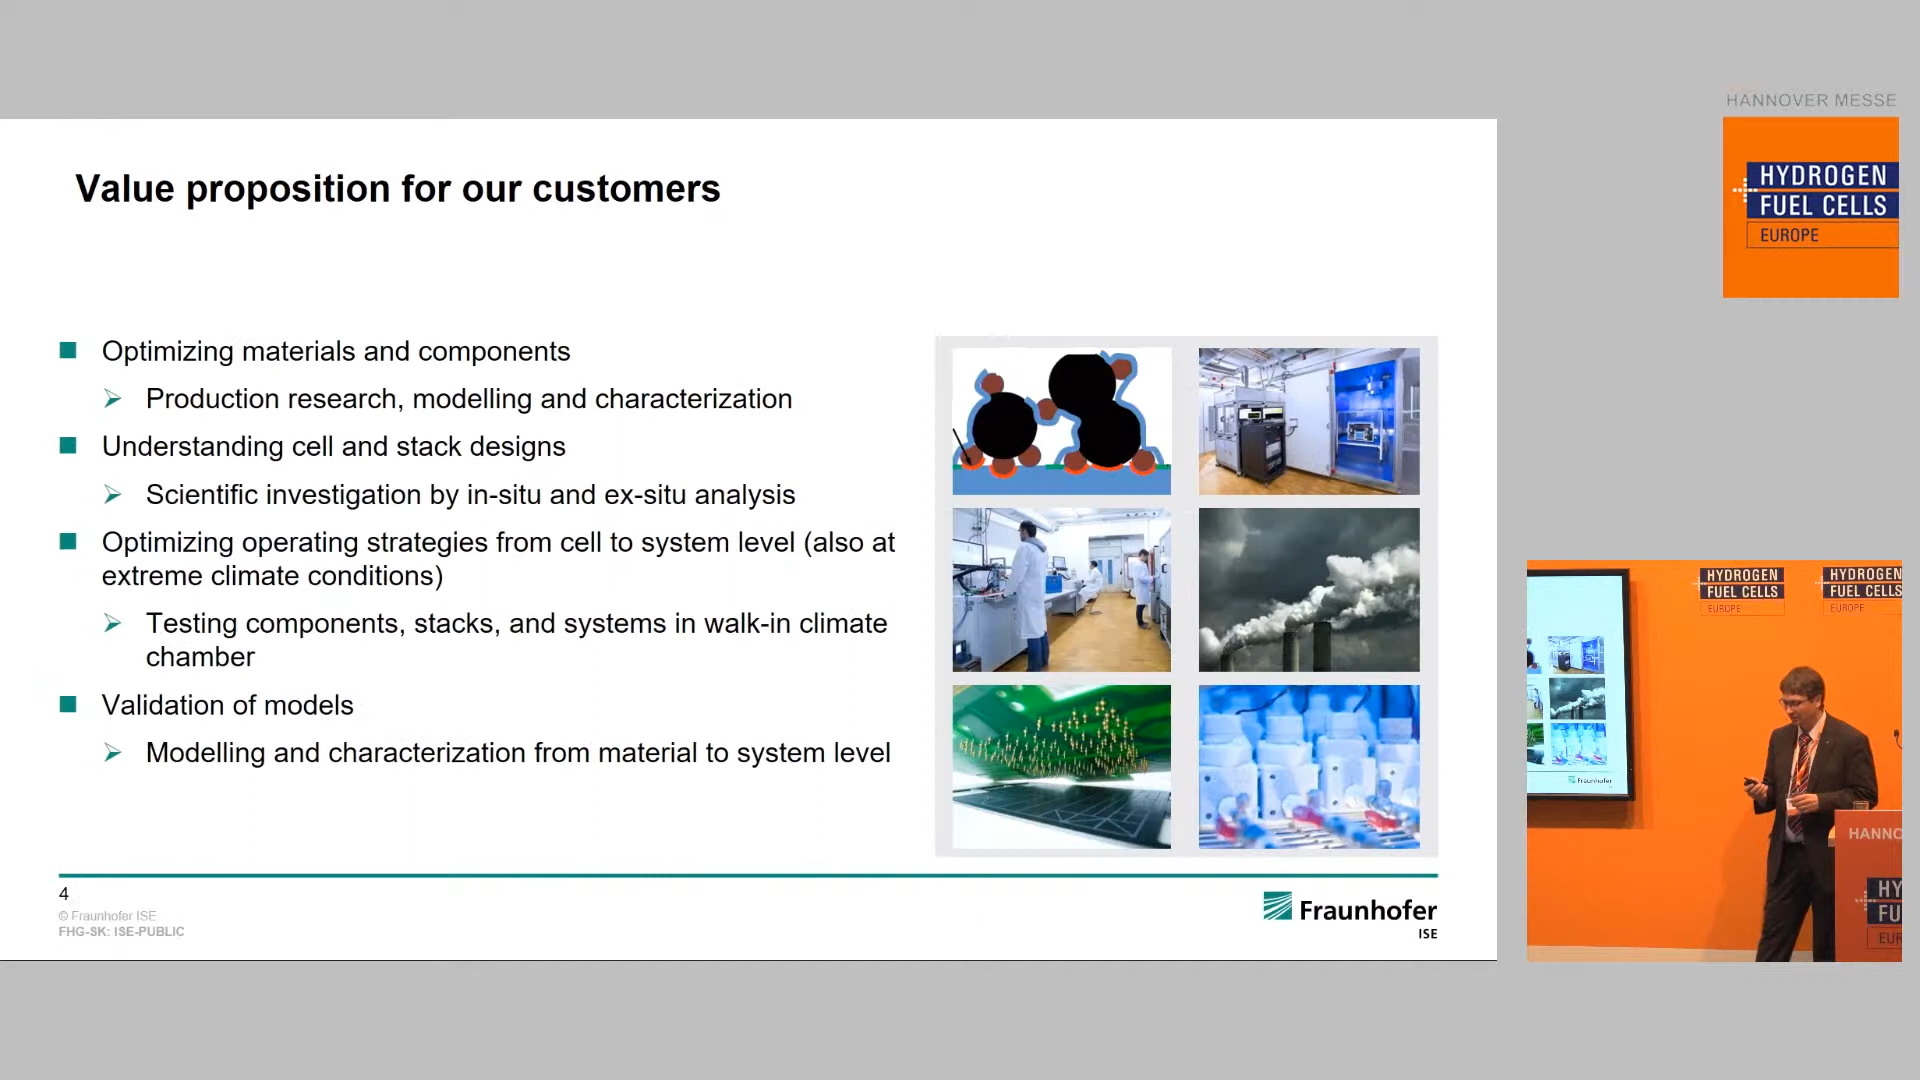 HANNOVER MESSE
HYDROGEN
FUEL CELLS
EUROPE
Value proposition for our customers
Optimizing materials and components
Production research, modelling and characterization
Understanding cell and stack designs
Scientific investigation by in-situ and ex-situ analysis
Optimizing operating strategies from cell to system level (also at
extreme climate conditions)
Testing components, stacks, and systems in walk-in climate
chamber
Validation of models
Modelling and characterization from material to system level
4
© Fraunhofer ISE
FHG-SK: ISE-PUBLIC
Fraunhofer
ISE
HYDROGEN
FUEL CELLS
EUROPE
HYDROGEN
FUEL CELLS
EUROPE
Fraunhofer
HANNO
HY
FU
EUR